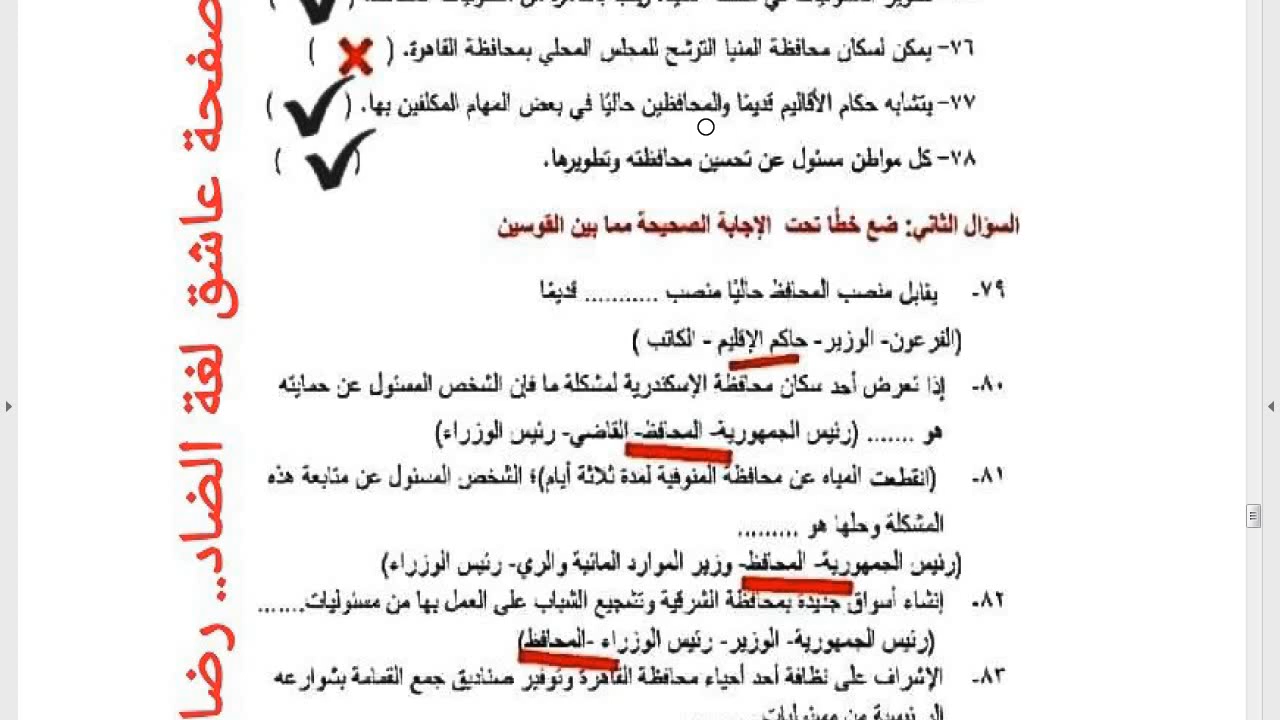 ٧٦- يمكن لسكان محافظة المنيا الترشح للمجلس المحلي بمحافظة القاهرة. ( )
٧٧- يتشابه حكام الأقاليم قديمًا والمحافظين حاليًا في بعض المهام المكلفين بها. ( )
٧٨- كل مواطن مسئول عن تحسين محافظته وتطويرها. ( )
السؤال الثاني: ضع خطًا تحت الإجابة الصحيحة مما بين القوسين
٧٩- يقابل منصب المحافظ حاليًا منصب ........... قديمًا
(الفرعون- الوزير- حاكم الإقليم - الكاتب )
٨٠- إذا تعرض أحد سكان محافظة الإسكندرية لمشكلة ما فإن الشخص المسئول عن حمايته
هو ....... (رئيس الجمهورية- المحافظ- القاضي- رئيس الوزراء)
٨١- (انقطعت المياه عن محافظة المنوفية لمدة ثلاثة أيام)؛ الشخص المسئول عن متابعة هذه
المشكلة وحلها هو .........
(رئيس الجمهورية- المحافظ- وزير الموارد المائية والري- رئيس الوزراء)
٨٢- إنشاء أسواق جديدة بمحافظة الشرقية وتشجيع الشباب على العمل بها من مسئوليات.......
(رئيس الجمهورية- الوزير- رئيس الوزراء -المحافظ)
٨٣- الإشراف على نظافة أحد أحياء محافظة القاهرة وتوفير صناديق جمع القمامة بشوارعه
صفحة عاشق لغة الضاد.. رضا